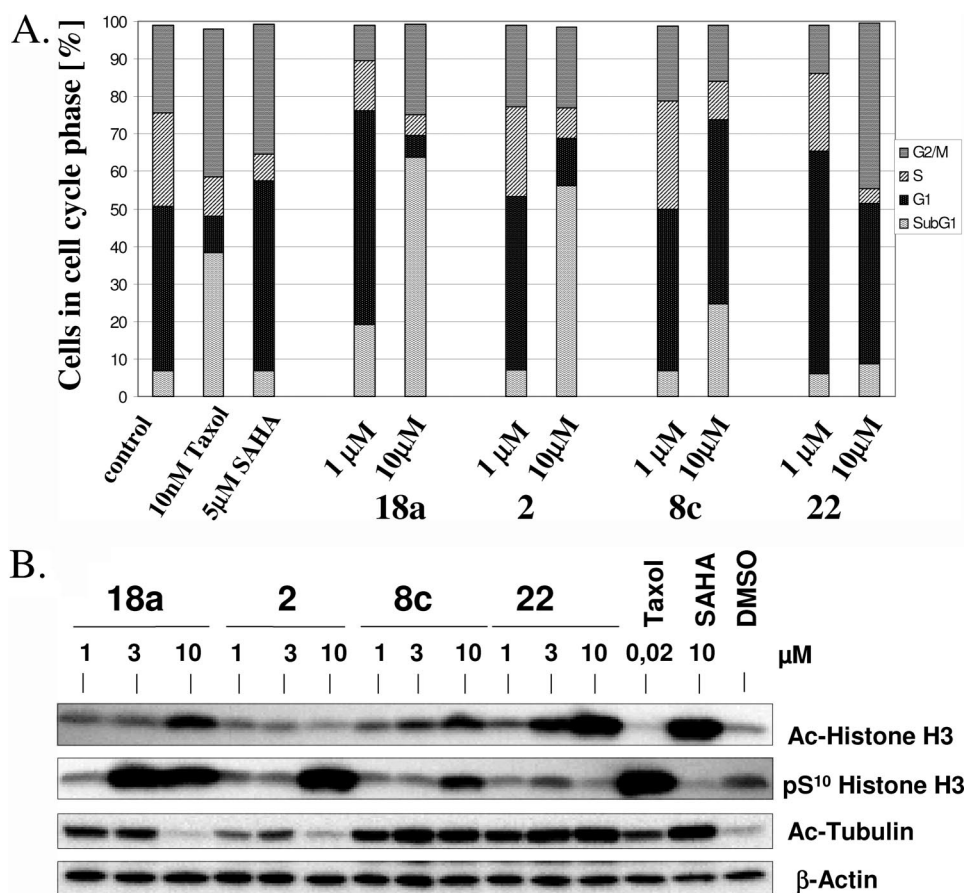 A.
Cells in cell cycle phase [%]
100
90
80
70
60
50
40
30
20
10
0
G2/M
S
G1
SubG1
control
10nM Taxol
5µM SAHA
1 µM
10µM
1 µM
10µM
1 µM
10µM
1 µM
10µM
18a 2 8c 22
B.
18a 2 8c 22 Taxol SAHA DMSO
1 3 10 1 3 10 1 3 10 1 3 10 0,02 10 µM
Ac-Histone H3
pS¹⁰ Histone H3
Ac-Tubulin
β-Actin